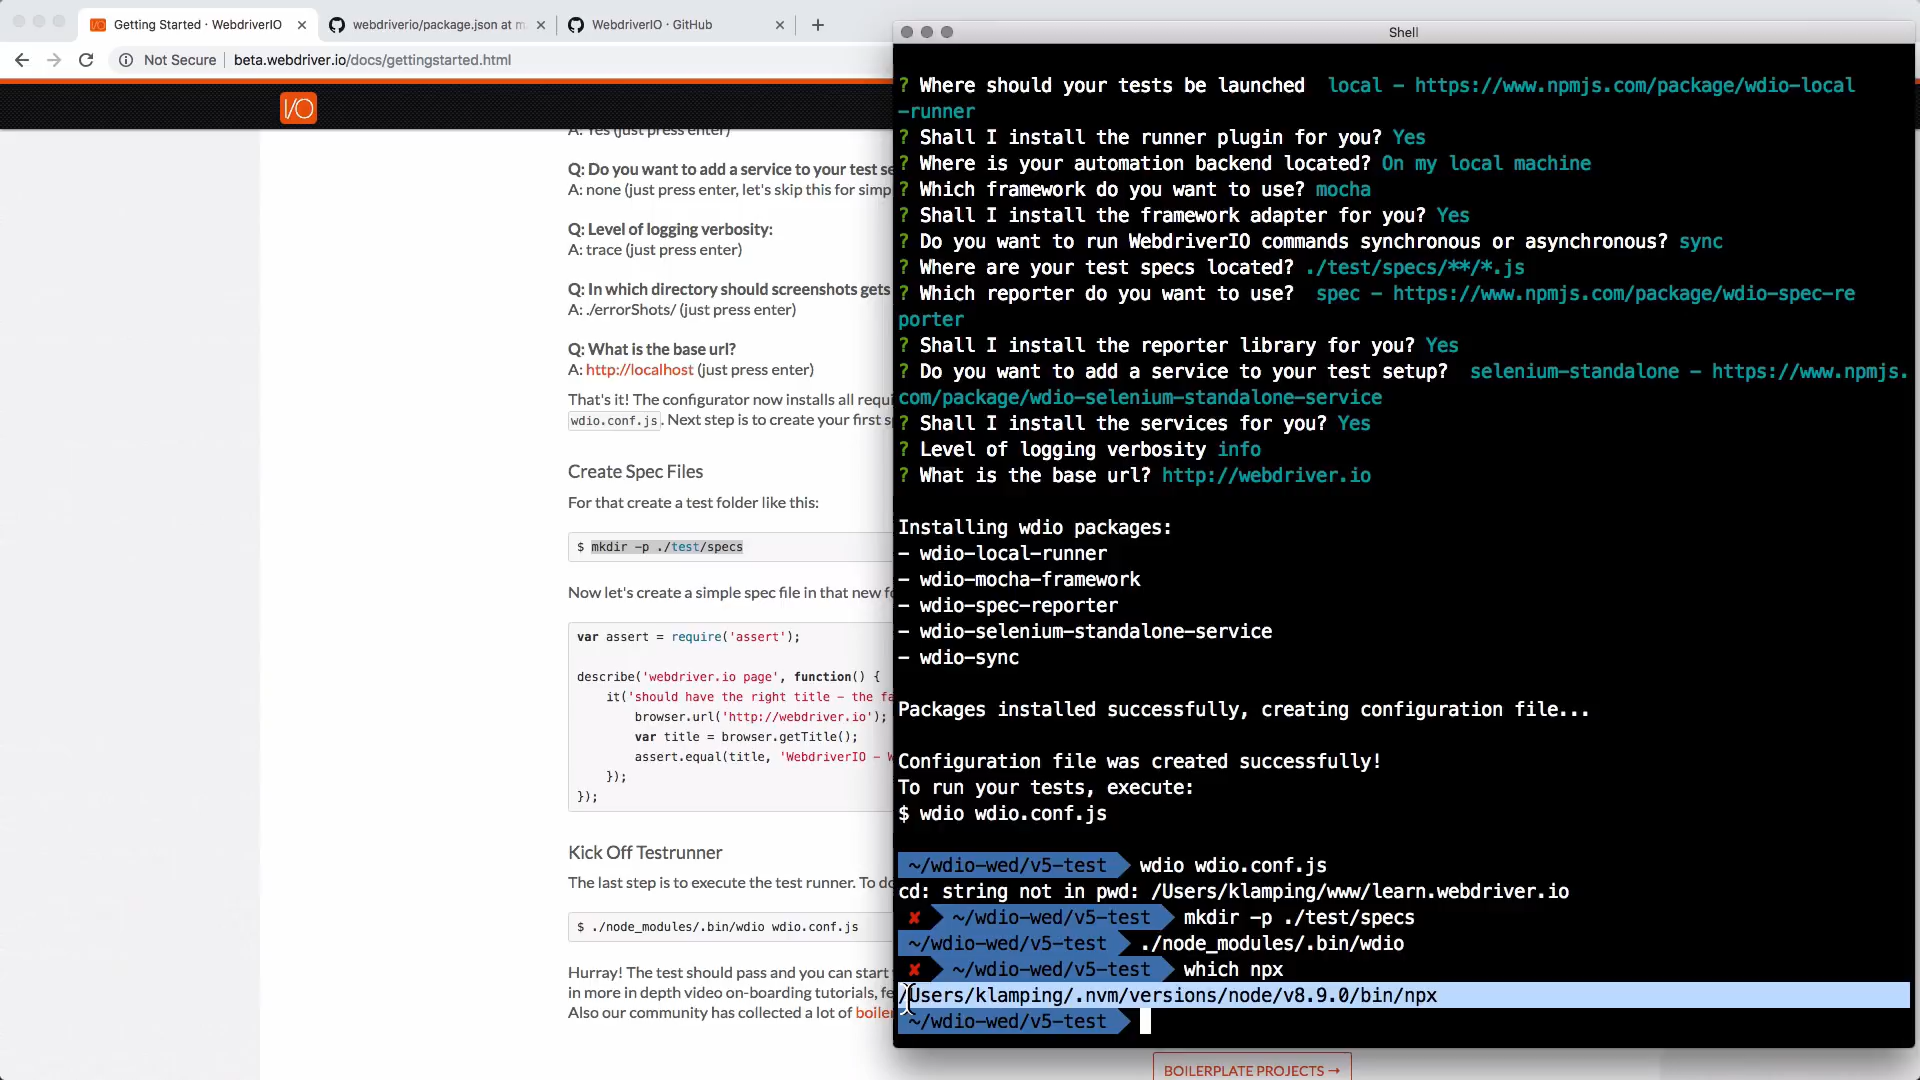 Getting Started · WebdriverIO
webdriverio/package.json at m
WebdriverIO · GitHub
Not Secure
beta.webdriver.io/docs/gettingstarted.html
I/O
A: Yes (just press enter)
Q: Do you want to add a service to your test se
A: none (just press enter, let's skip this for simp
Q: Level of logging verbosity:
A: trace (just press enter)
Q: In which directory should screenshots gets
A: ./errorShots/ (just press enter)
Q: What is the base url?
A: http://localhost (just press enter)
That's it! The configurator now installs all requi
wdio.conf.js. Next step is to create your first s
Create Spec Files
For that create a test folder like this:
$ mkdir -p ./test/specs
Now let's create a simple spec file in that new fo
var assert = require('assert');
describe('webdriver.io page', function() {
it('should have the right title - the fa
browser.url('http://webdriver.io');
var title = browser.getTitle();
assert.equal(title, 'WebdriverIO - W
});
});
Kick Off Testrunner
The last step is to execute the test runner. To do
$ ./node_modules/.bin/wdio wdio.conf.js
Hurray! The test should pass and you can start
in more in depth video on-boarding tutorials, fe
Also our community has collected a lot of boiler
BOILERPLATE PROJECTS →
Shell
? Where should your tests be launched  local - https://www.npmjs.com/package/wdio-local
-runner
? Shall I install the runner plugin for you? Yes
? Where is your automation backend located? On my local machine
? Which framework do you want to use? mocha
? Shall I install the framework adapter for you? Yes
? Do you want to run WebdriverIO commands synchronous or asynchronous? sync
? Where are your test specs located? ./test/specs/**/*.js
? Which reporter do you want to use?  spec - https://www.npmjs.com/package/wdio-spec-re
porter
? Shall I install the reporter library for you? Yes
? Do you want to add a service to your test setup?  selenium-standalone - https://www.npmjs.
com/package/wdio-selenium-standalone-service
? Shall I install the services for you? Yes
? Level of logging verbosity info
? What is the base url? http://webdriver.io
Installing wdio packages:
- wdio-local-runner
- wdio-mocha-framework
- wdio-spec-reporter
- wdio-selenium-standalone-service
- wdio-sync
Packages installed successfully, creating configuration file...
Configuration file was created successfully!
To run your tests, execute:
$ wdio wdio.conf.js
~/wdio-wed/v5-test wdio wdio.conf.js
cd: string not in pwd: /Users/klamping/www/learn.webdriver.io
✘ ~/wdio-wed/v5-test mkdir -p ./test/specs
~/wdio-wed/v5-test ./node_modules/.bin/wdio
✘ ~/wdio-wed/v5-test which npx
/Users/klamping/.nvm/versions/node/v8.9.0/bin/npx
~/wdio-wed/v5-test